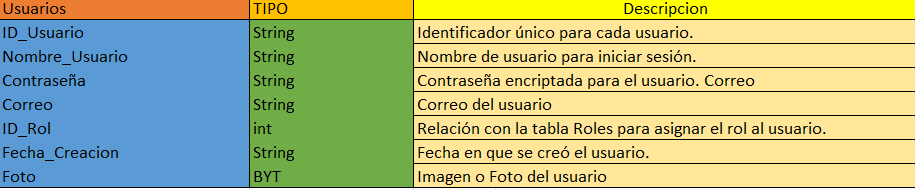 Usuarios TIPO Descripcion
ID_Usuario String Identificador único para cada usuario.
Nombre_Usuario String Nombre de usuario para iniciar sesión.
Contraseña String Contraseña encriptada para el usuario. Correo
Correo String Correo del usuario
ID_Rol int Relación con la tabla Roles para asignar el rol al usuario.
Fecha_Creacion String Fecha en que se creó el usuario.
Foto BYT Imagen o Foto del usuario